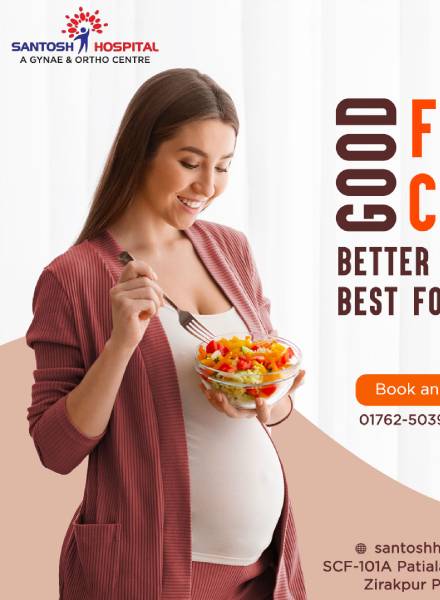 SANTOSH HOSPITAL
A GYNAE & ORTHO CENTRE
GOOD
F
C
BETTER
BEST FO
Book an
01762-5039
santoshh
SCF-101A Patiala
Zirakpur P